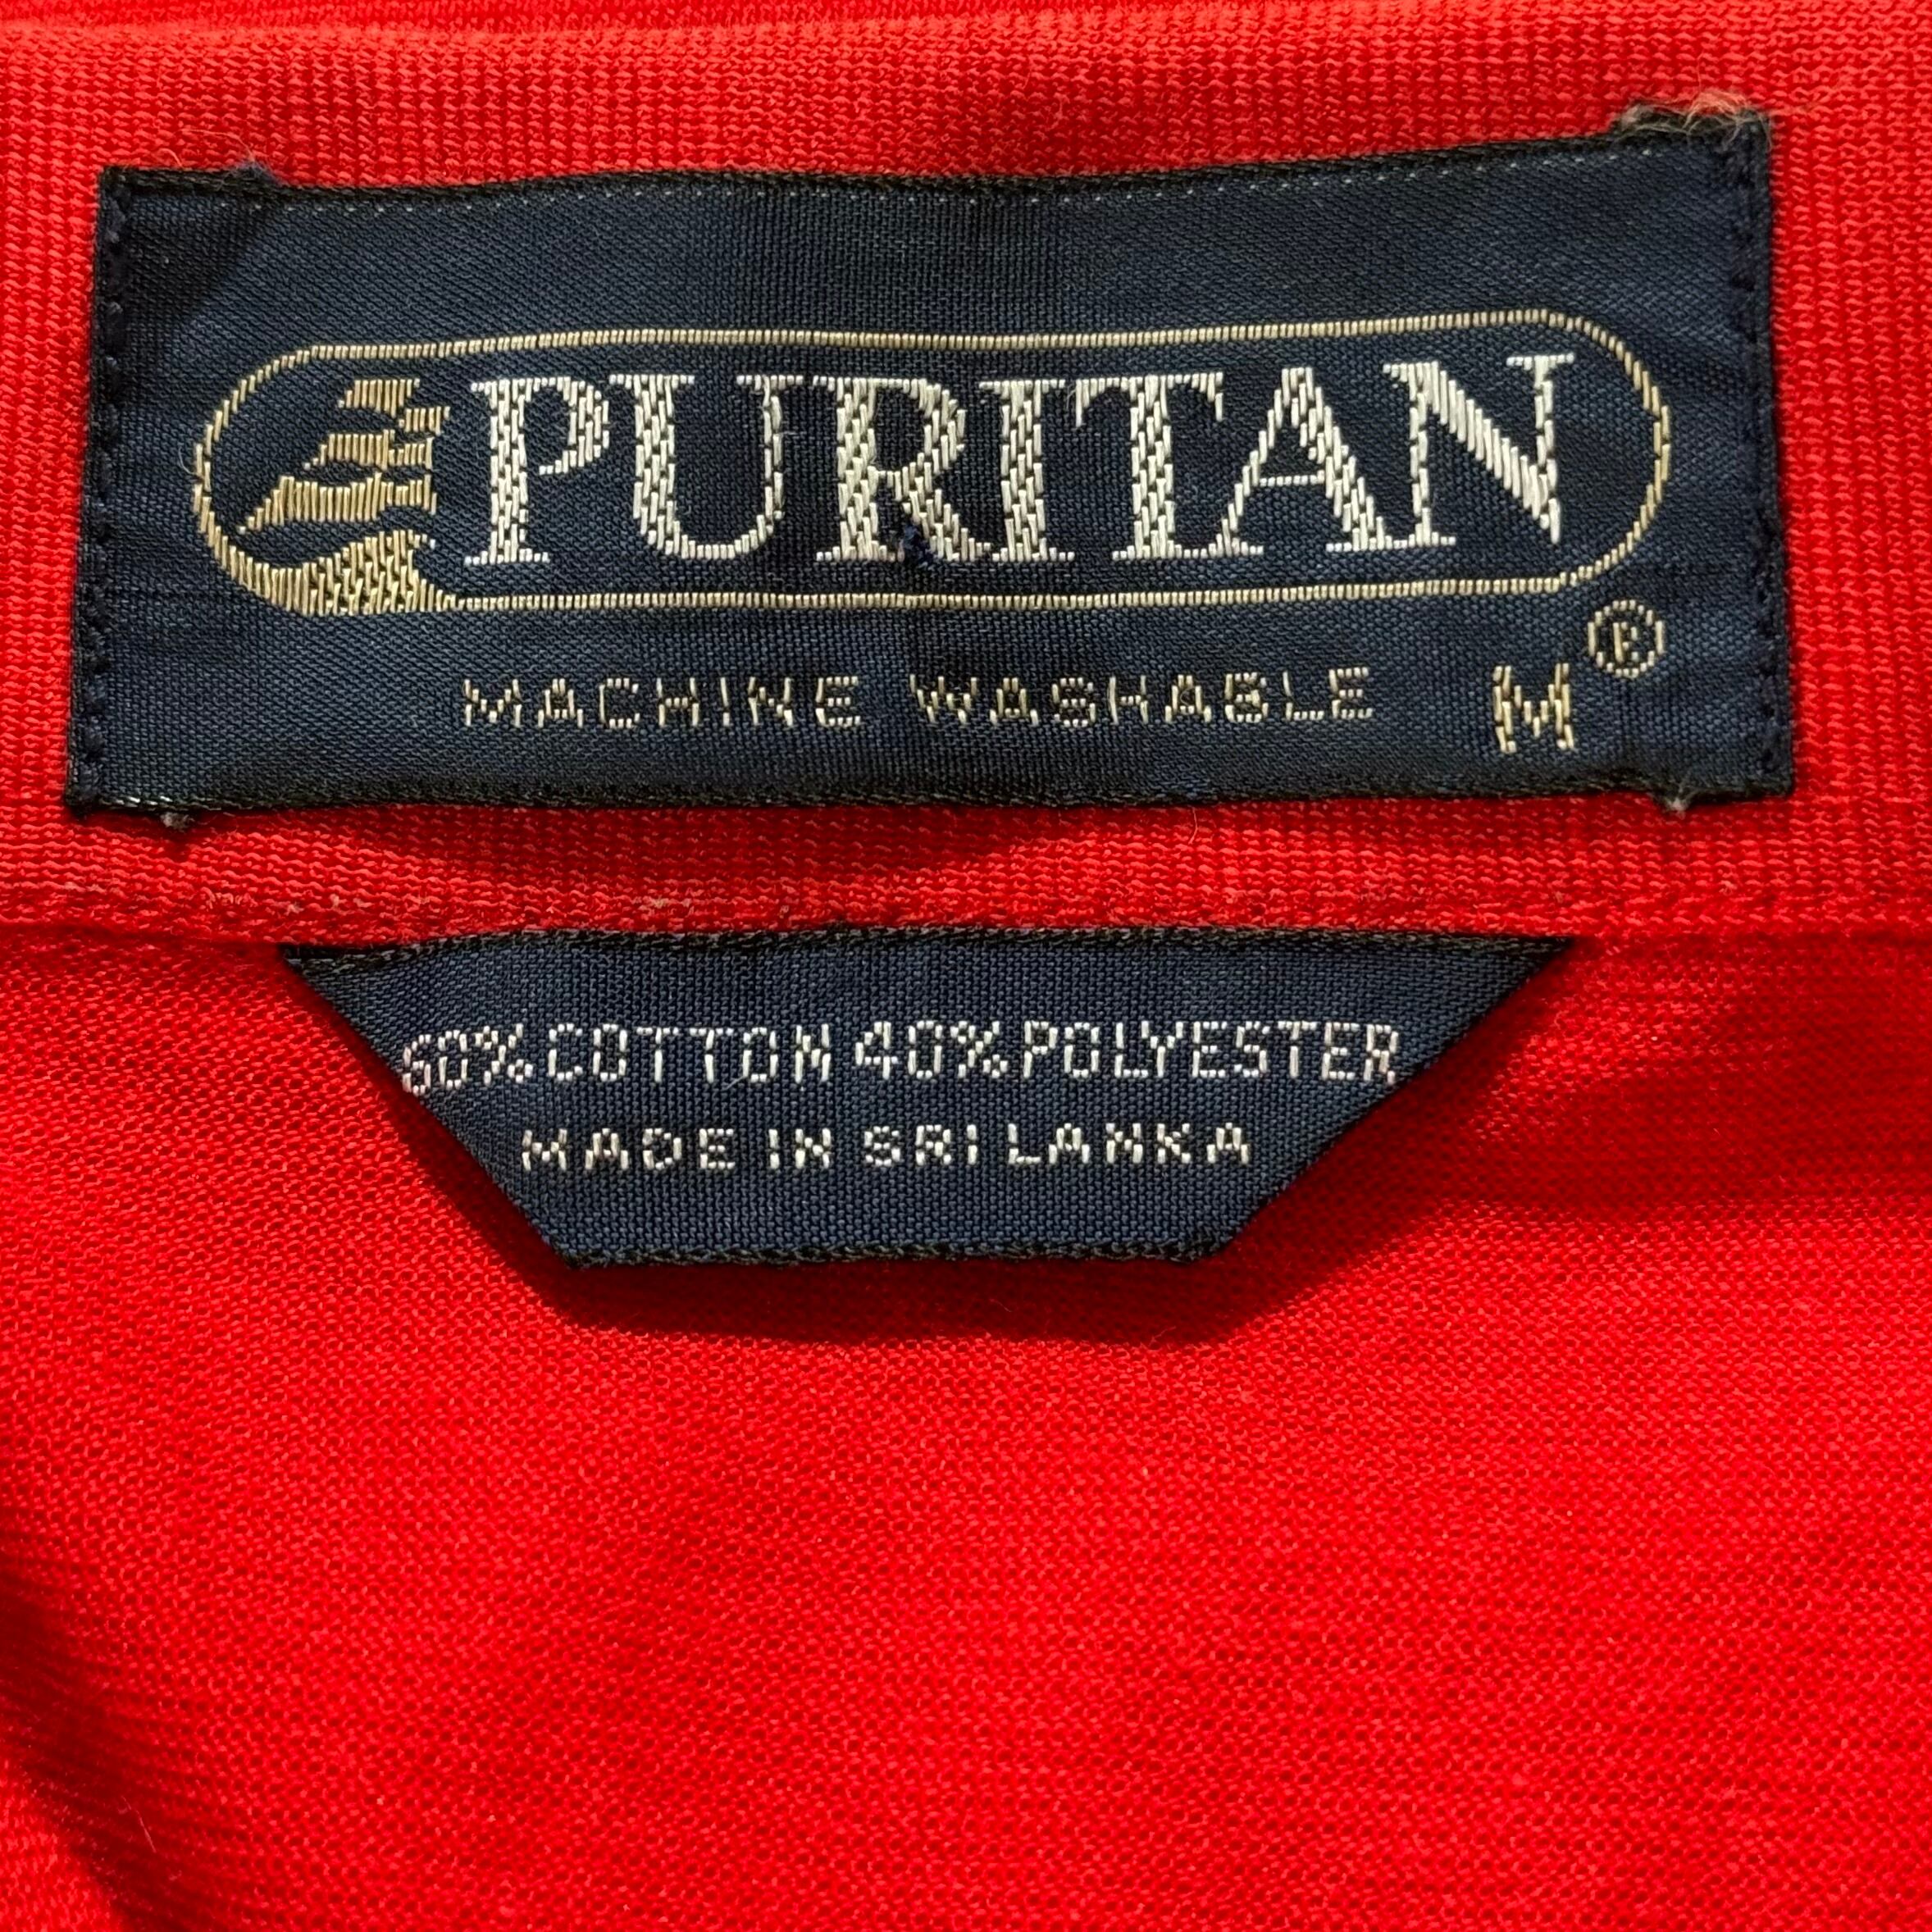 PURITAN
MACHINE WASHABLE M ®
60% COTTON 40% POLYESTER
MADE IN SRI LANKA